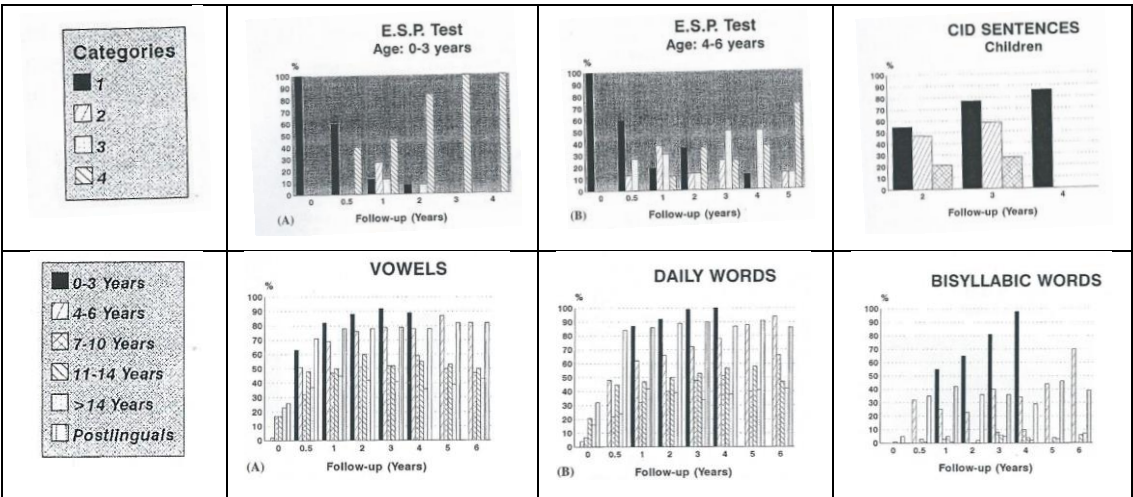 Categories
1
2
3
4
E.S.P. Test
Age: 0-3 years
%
100
90
80
70
60
50
40
30
20
10
0
0 0.5 1 2 3 4
(A)
Follow-up (Years)
E.S.P. Test
Age: 4-6 years
%
100
90
80
70
60
50
40
30
20
10
0
0 0.5 1 2 3 4 5
(B)
Follow-up (years)
CID SENTENCES
Children
%
100
90
80
70
60
50
40
30
20
10
0
2 3 4
Follow-up (Years)
0-3 Years
4-6 Years
7-10 Years
11-14 Years
>14 Years
Postlinguals
VOWELS
%
100
90
80
70
60
50
40
30
20
10
0
0 0.5 1 2 3 4 5 6
(A)
Follow-up (Years)
DAILY WORDS
%
100
90
80
70
60
50
40
30
20
10
0
0 0.5 1 2 3 4 5 6
(B)
Follow-up (Years)
BISYLLABIC WORDS
%
100
90
80
70
60
50
40
30
20
10
0
0 0.5 1 2 3 4 5 6
Follow-up (Years)